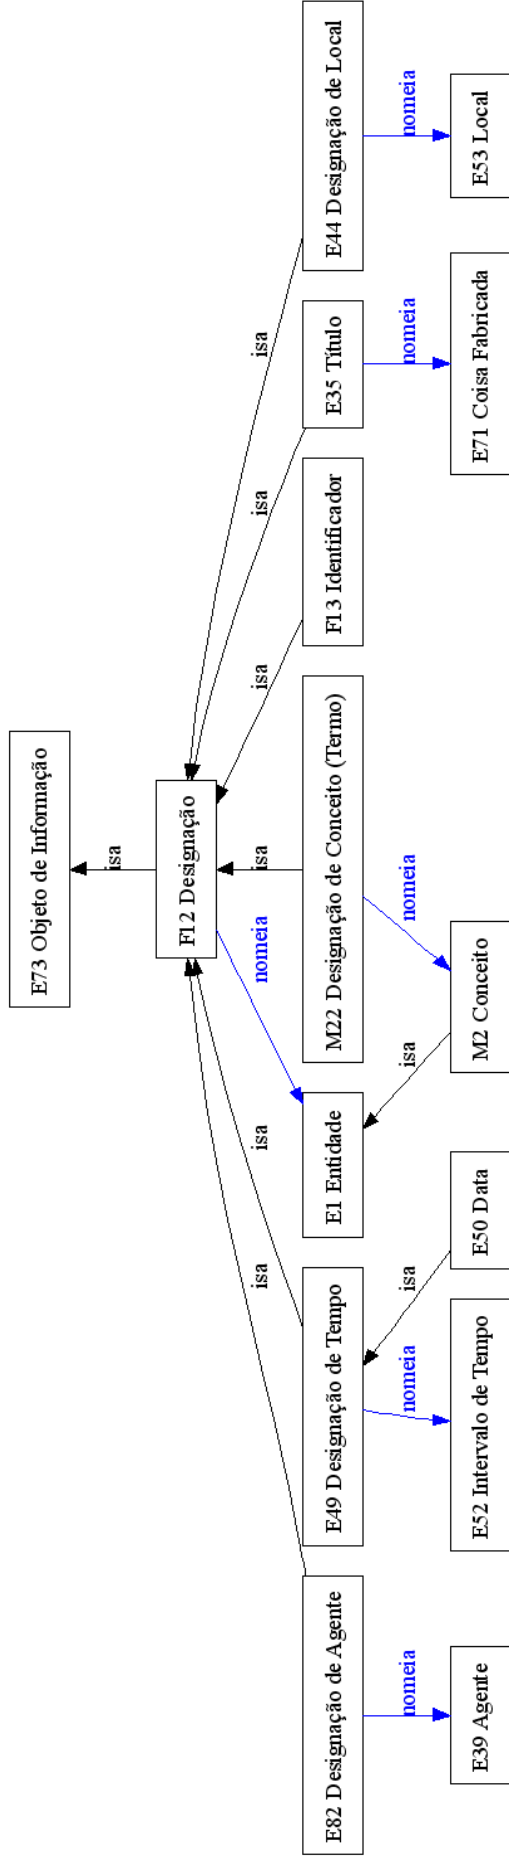 E73 Objeto de Informação
isa
F12 Designação
isa
isa
nomeia
isa
isa
isa
isa
E82 Designação de Agente
E49 Designação de Tempo
E1 Entidade
M22 Designação de Conceito (Termo)
F13 Identificador
E35 Título
E44 Designação de Local
nomeia
nomeia
isa
isa
nomeia
nomeia
nomeia
E39 Agente
E52 Intervalo de Tempo
E50 Data
M2 Conceito
E71 Coisa Fabricada
E53 Local